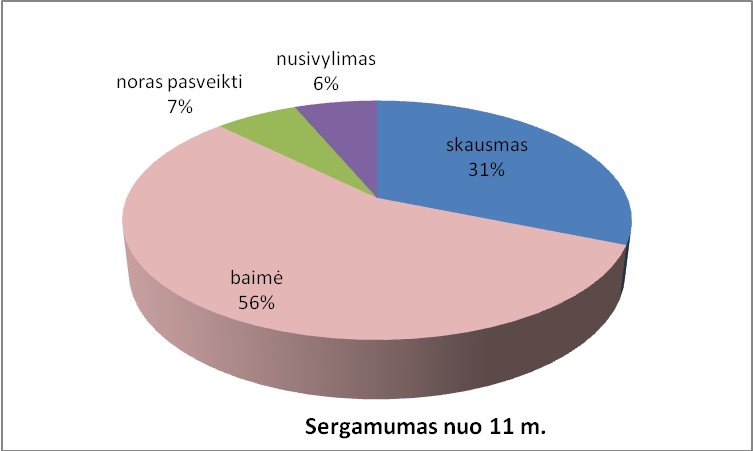 nusivylimas
6%
noras pasveikti
7%
skausmas
31%
baimė
56%
Sergamumas nuo 11 m.